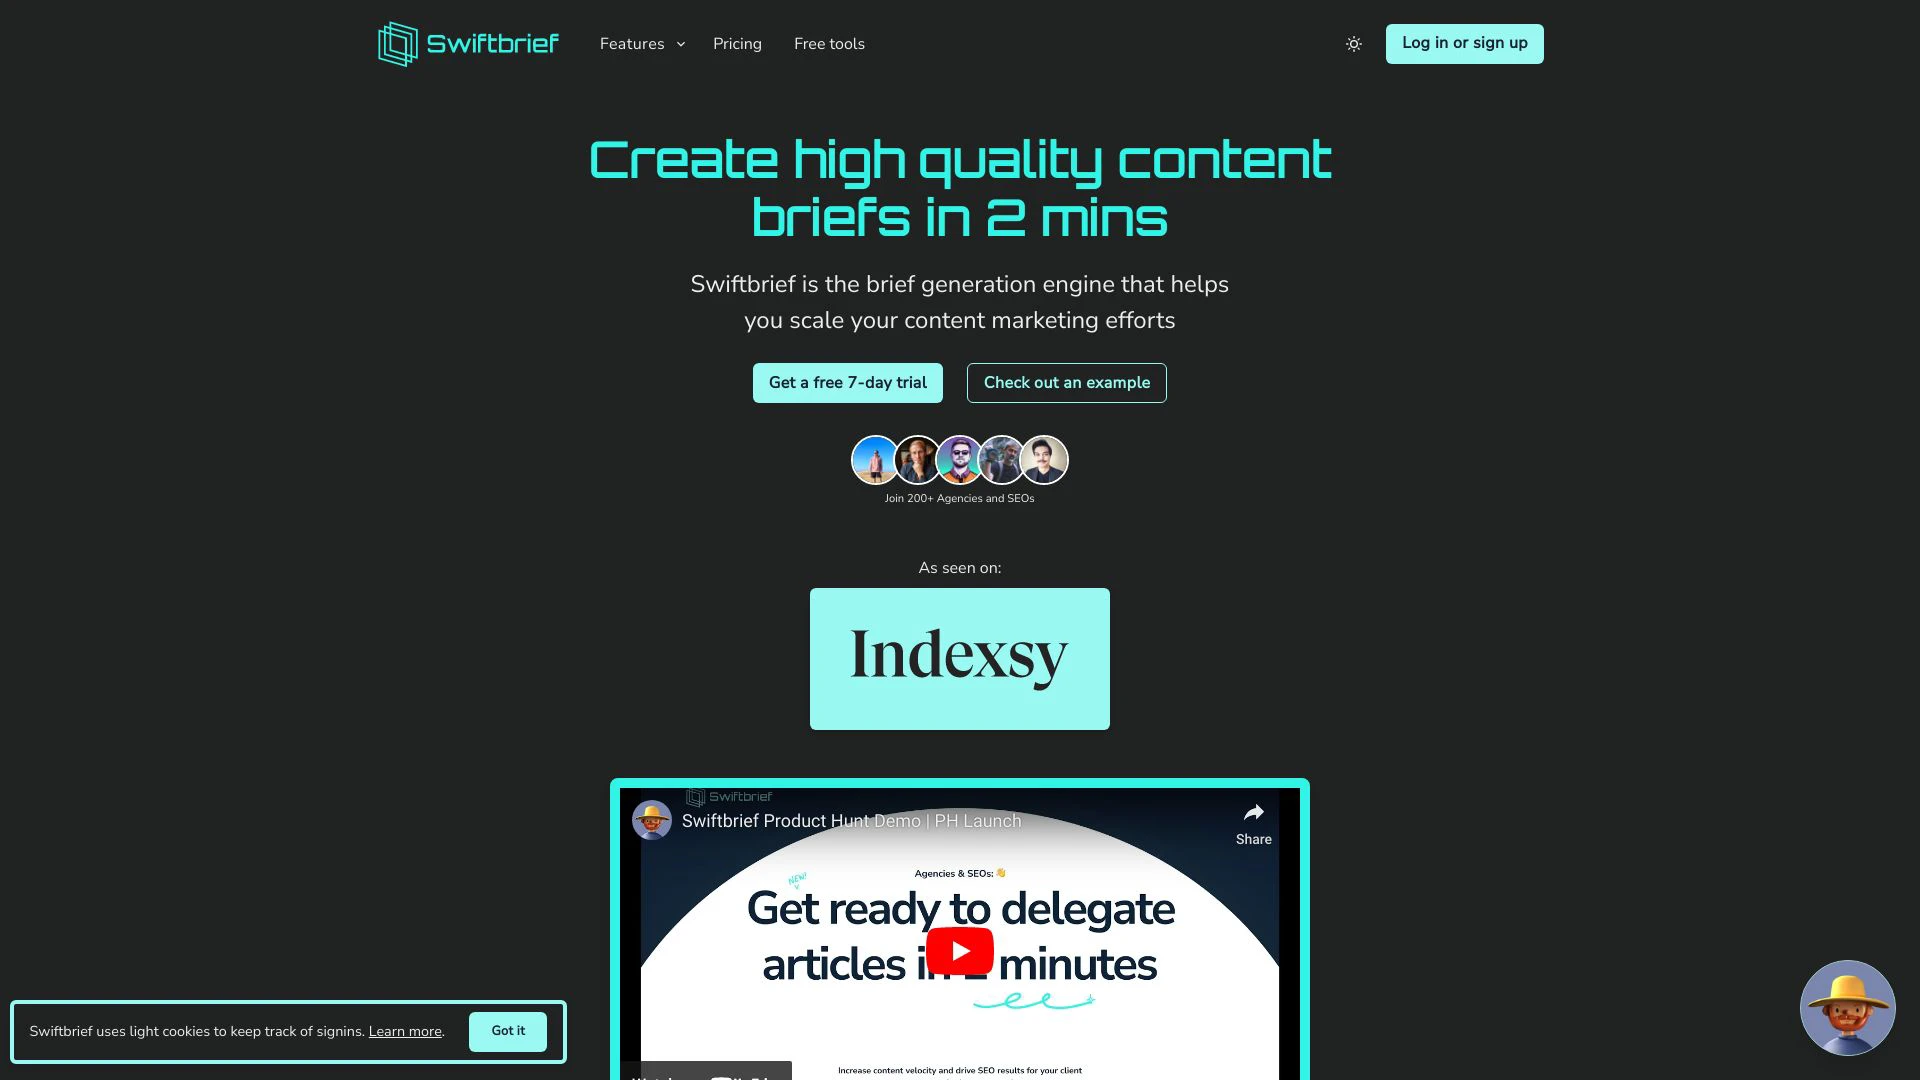 Swiftbrief
Features
Pricing
Free tools
Log in or sign up
Create high quality content
briefs in 2 mins
Swiftbrief is the brief generation engine that helps
you scale your content marketing efforts
Get a free 7-day trial
Check out an example
Join 200+ Agencies and SEOs
As seen on:
Indexsy
Swiftbrief
Swiftbrief Product Hunt Demo | PH Launch
Share
Agencies & SEOs: 👋
NEW!
Get ready to delegate
articles in 2 minutes
Increase content velocity and drive SEO results for your client
Swiftbrief uses light cookies to keep track of signins. Learn more.
Got it